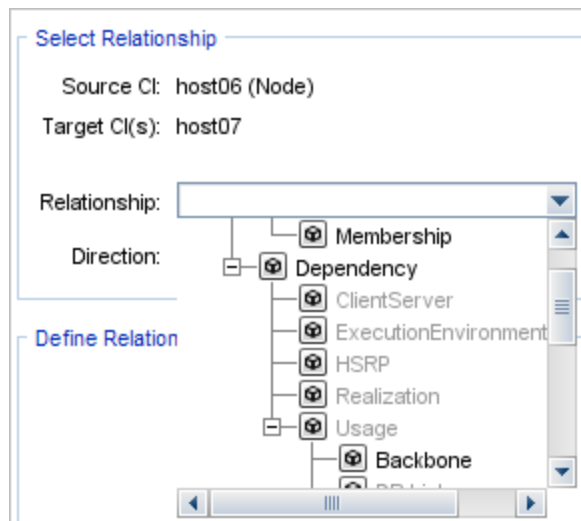 Select Relationship
Source CI: host06 (Node)
Target CI(s): host07
Relationship:
Membership
Direction:
Dependency
ClientServer
ExecutionEnvironment
Define Relation
HSRP
Realization
Usage
Backbone